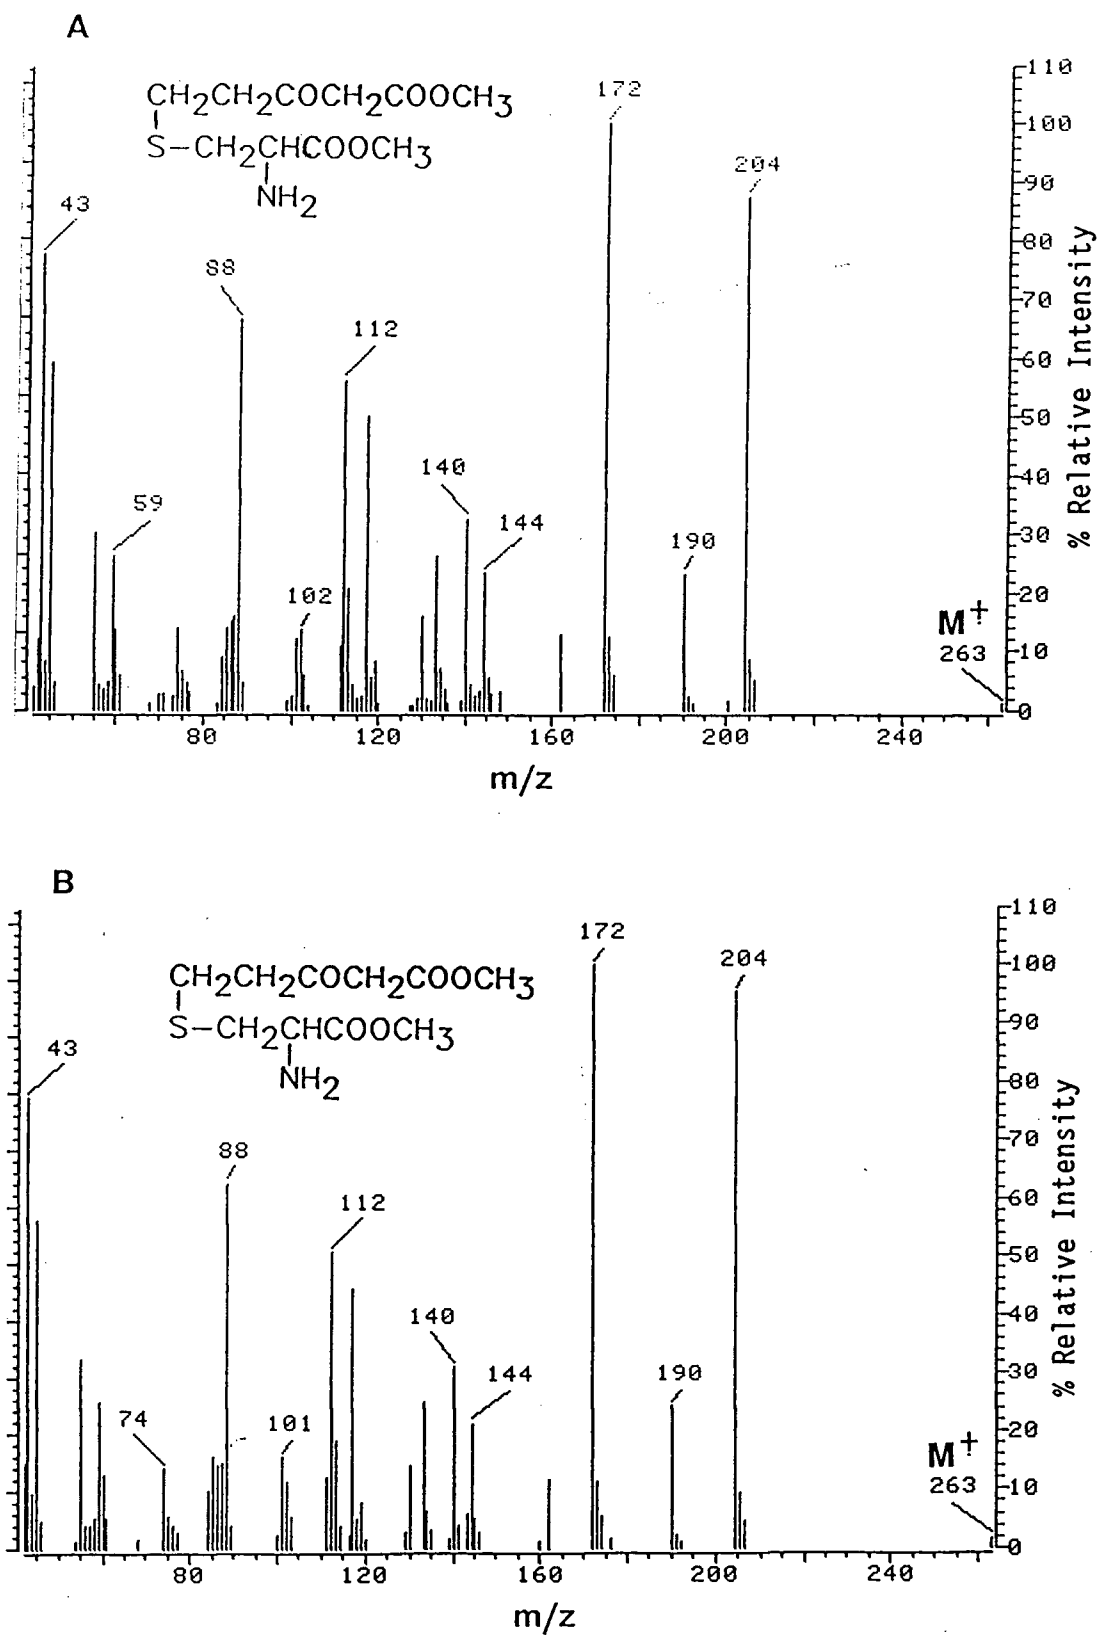 A
CH2CH2COCH2COOCH3
S-CH2CHCOOCH3
NH2
43
59
88
102
112
140
144
172
190
204
M+
263
110
100
90
80
70
60
50
40
30
20
10
0
% Relative Intensity
80 120 160 200 240
m/z
B
CH2CH2COCH2COOCH3
S-CH2CHCOOCH3
NH2
43
74
88
101
112
140
144
172
190
204
M+
263
110
100
90
80
70
60
50
40
30
20
10
0
% Relative Intensity
80 120 160 200 240
m/z